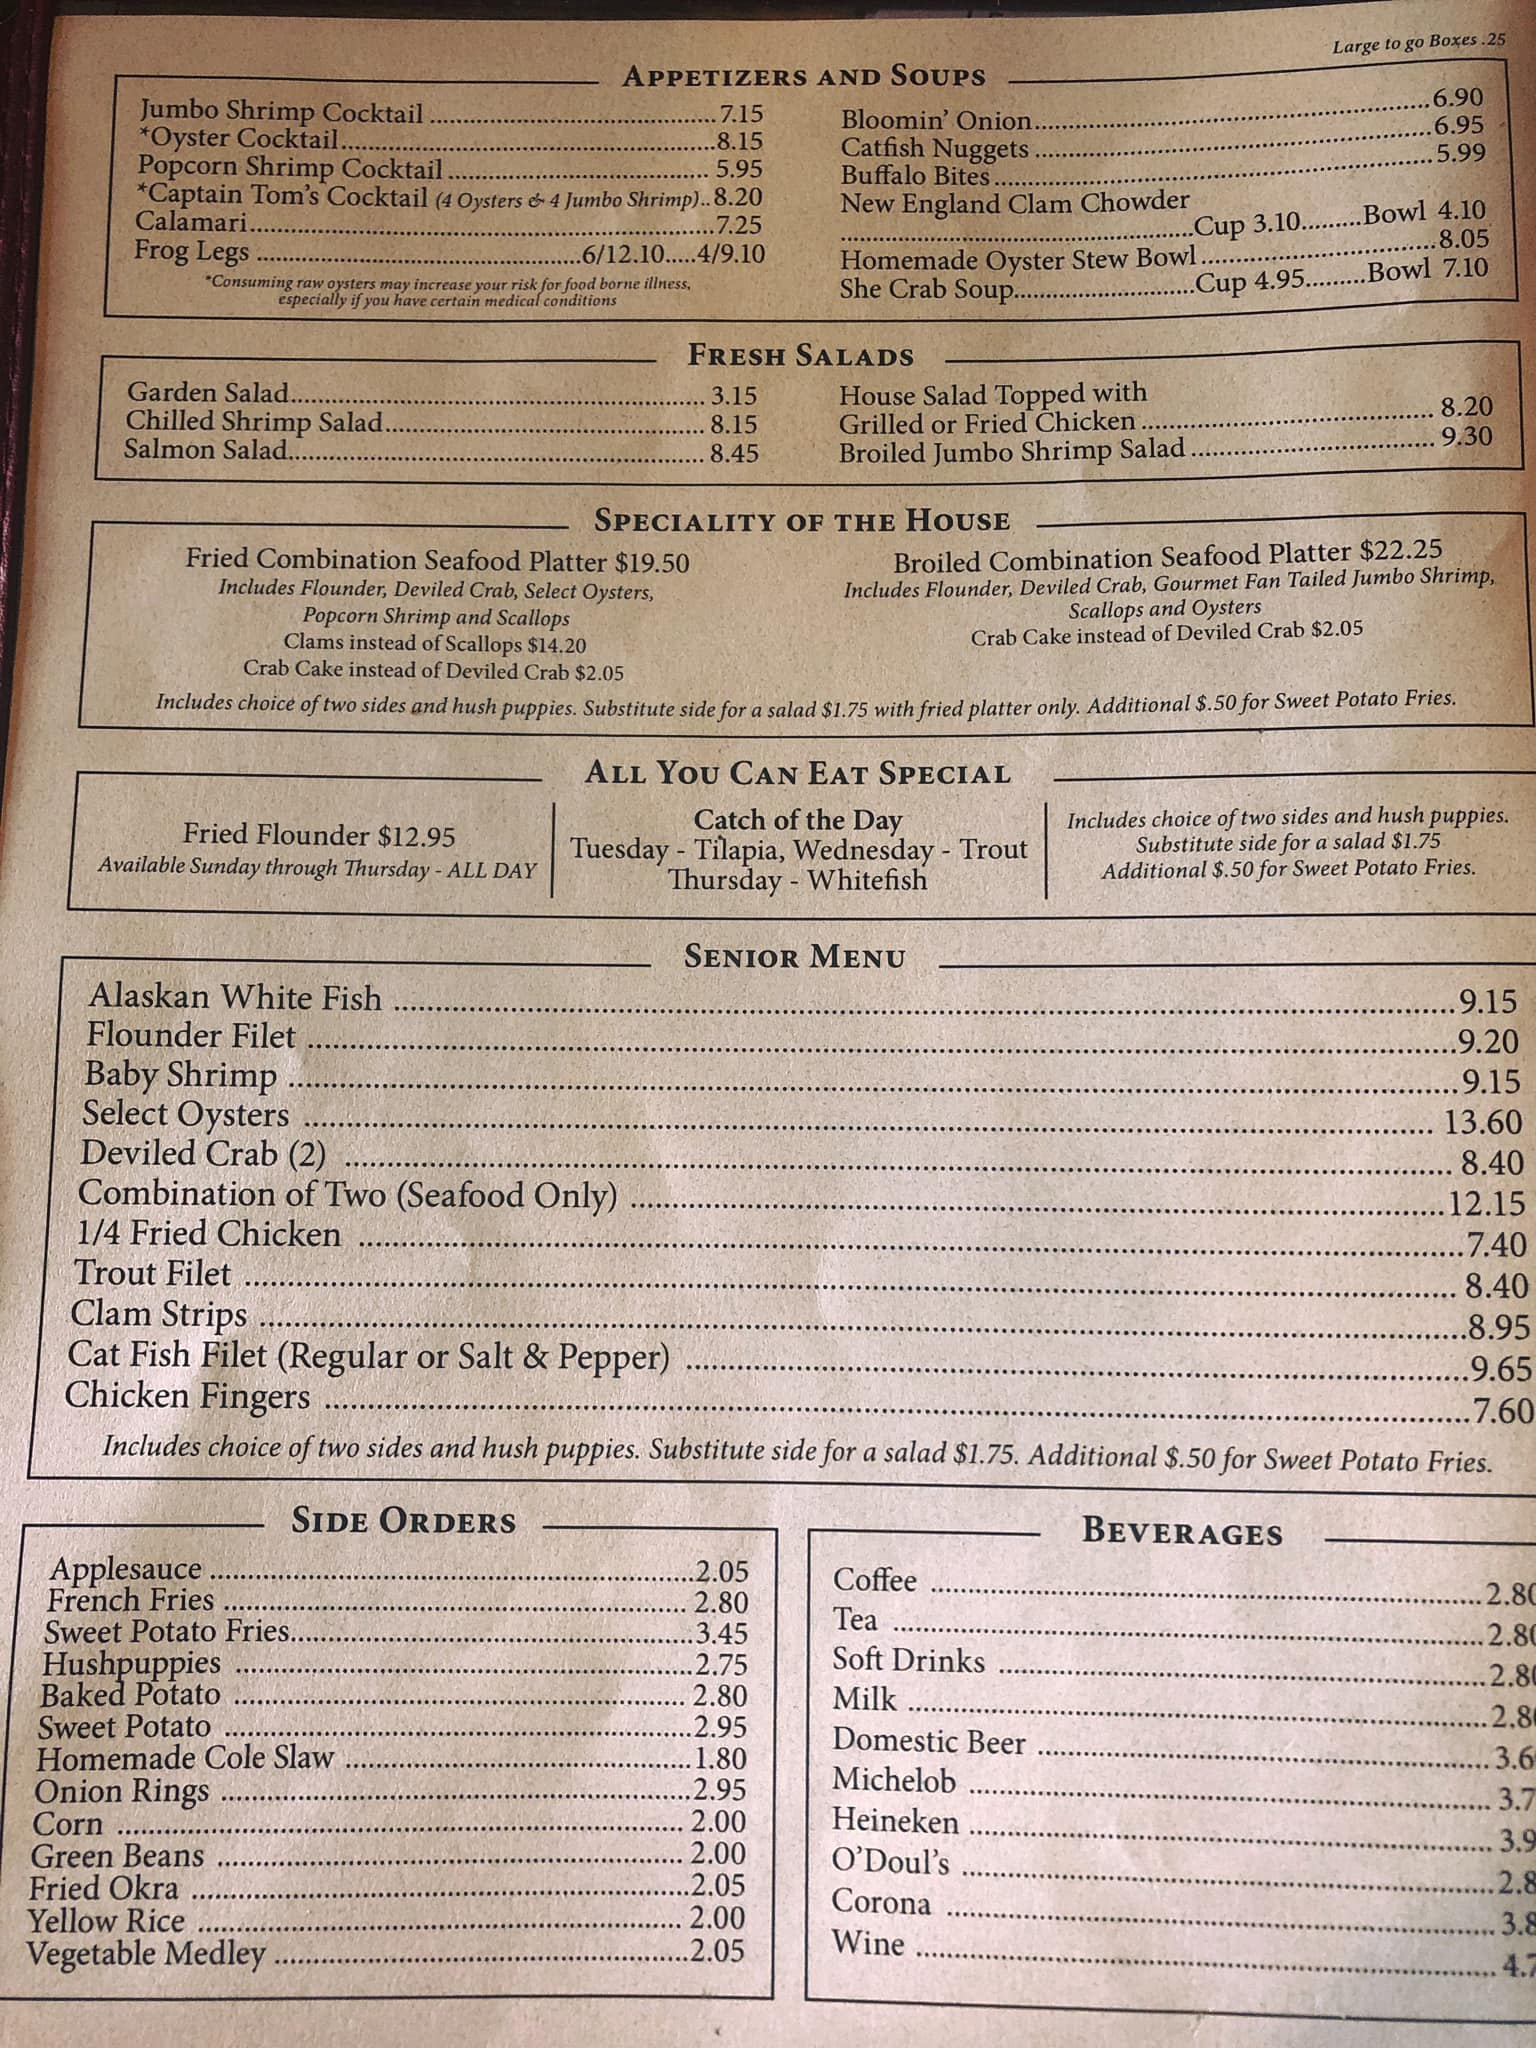 Large to go Boxes .25
APPETIZERS AND SOUPS
Jumbo Shrimp Cocktail ........ 7.15
*Oyster Cocktail ........ 8.15
Popcorn Shrimp Cocktail ........ 5.95
*Captain Tom's Cocktail (4 Oysters & 4 Jumbo Shrimp).. 8.20
Calamari ........ 7.25
Frog Legs ........ 6/12.10.....4/9.10
*Consuming raw oysters may increase your risk for food borne illness,
especially if you have certain medical conditions
Bloomin' Onion ........ 6.90
Catfish Nuggets ........ 6.95
Buffalo Bites ........ 5.99
New England Clam Chowder
........ Cup 3.10.........Bowl 4.10
Homemade Oyster Stew Bowl ........ 8.05
She Crab Soup ........ Cup 4.95.........Bowl 7.10
FRESH SALADS
Garden Salad ........ 3.15
Chilled Shrimp Salad ........ 8.15
Salmon Salad ........ 8.45
House Salad Topped with
Grilled or Fried Chicken ........ 8.20
Broiled Jumbo Shrimp Salad ........ 9.30
SPECIALITY OF THE HOUSE
Fried Combination Seafood Platter $19.50
Includes Flounder, Deviled Crab, Select Oysters,
Popcorn Shrimp and Scallops
Clams instead of Scallops $14.20
Crab Cake instead of Deviled Crab $2.05
Broiled Combination Seafood Platter $22.25
Includes Flounder, Deviled Crab, Gourmet Fan Tailed Jumbo Shrimp,
Scallops and Oysters
Crab Cake instead of Deviled Crab $2.05
Includes choice of two sides and hush puppies. Substitute side for a salad $1.75 with fried platter only. Additional $.50 for Sweet Potato Fries.
ALL YOU CAN EAT SPECIAL
Fried Flounder $12.95
Available Sunday through Thursday - ALL DAY
Catch of the Day
Tuesday - Tilapia, Wednesday - Trout
Thursday - Whitefish
Includes choice of two sides and hush puppies.
Substitute side for a salad $1.75
Additional $.50 for Sweet Potato Fries.
SENIOR MENU
Alaskan White Fish ........ 9.15
Flounder Filet ........ 9.20
Baby Shrimp ........ 9.15
Select Oysters ........ 13.60
Deviled Crab (2) ........ 8.40
Combination of Two (Seafood Only) ........ 12.15
1/4 Fried Chicken ........ 7.40
Trout Filet ........ 8.40
Clam Strips ........ 8.95
Cat Fish Filet (Regular or Salt & Pepper) ........ 9.65
Chicken Fingers ........ 7.60
Includes choice of two sides and hush puppies. Substitute side for a salad $1.75. Additional $.50 for Sweet Potato Fries.
SIDE ORDERS
Applesauce ........ 2.05
French Fries ........ 2.80
Sweet Potato Fries ........ 3.45
Hushpuppies ........ 2.75
Baked Potato ........ 2.80
Sweet Potato ........ 2.95
Homemade Cole Slaw ........ 1.80
Onion Rings ........ 2.95
Corn ........ 2.00
Green Beans ........ 2.00
Fried Okra ........ 2.05
Yellow Rice ........ 2.00
Vegetable Medley ........ 2.05
BEVERAGES
Coffee ........ 2.80
Tea ........ 2.80
Soft Drinks ........ 2.80
Milk ........ 2.80
Domestic Beer ........ 3.6
Michelob ........ 3.7
Heineken ........ 3.9
O'Doul's ........ 2.8
Corona ........ 3.8
Wine ........ 4.7